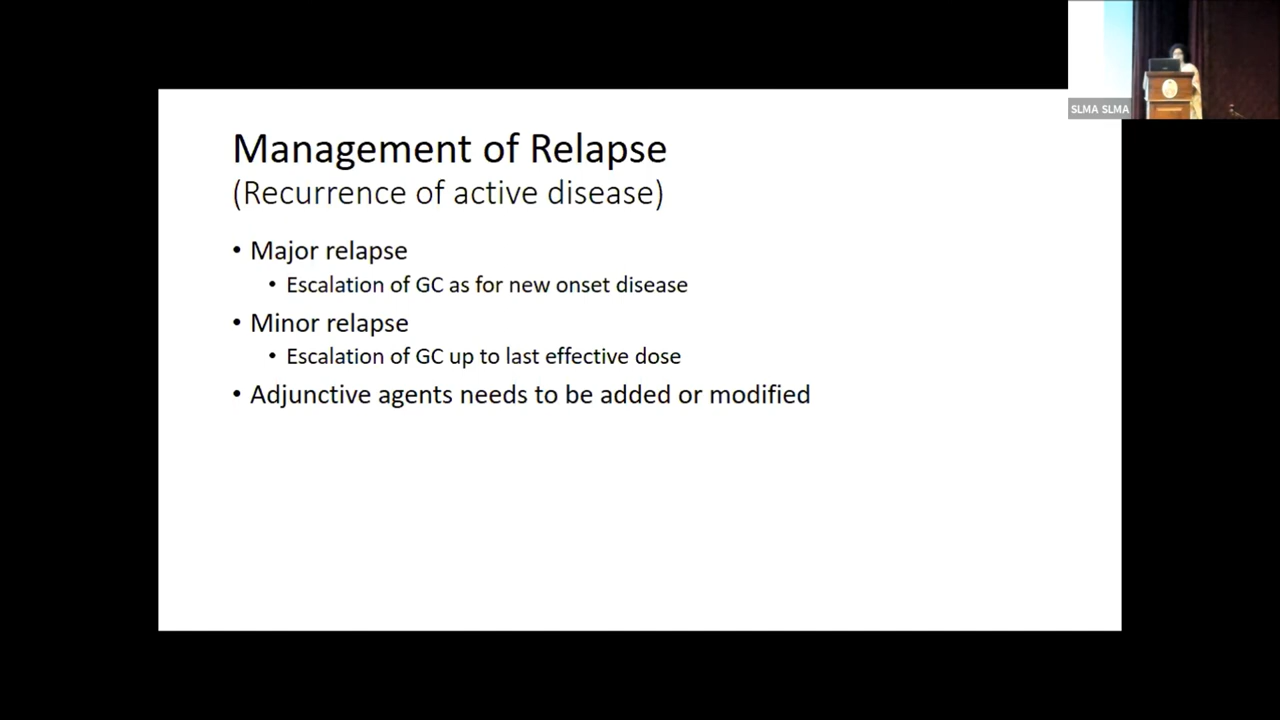 Management of Relapse
(Recurrence of active disease)
• Major relapse
• Escalation of GC as for new onset disease
• Minor relapse
• Escalation of GC up to last effective dose
• Adjunctive agents needs to be added or modified
SLMA SLMA